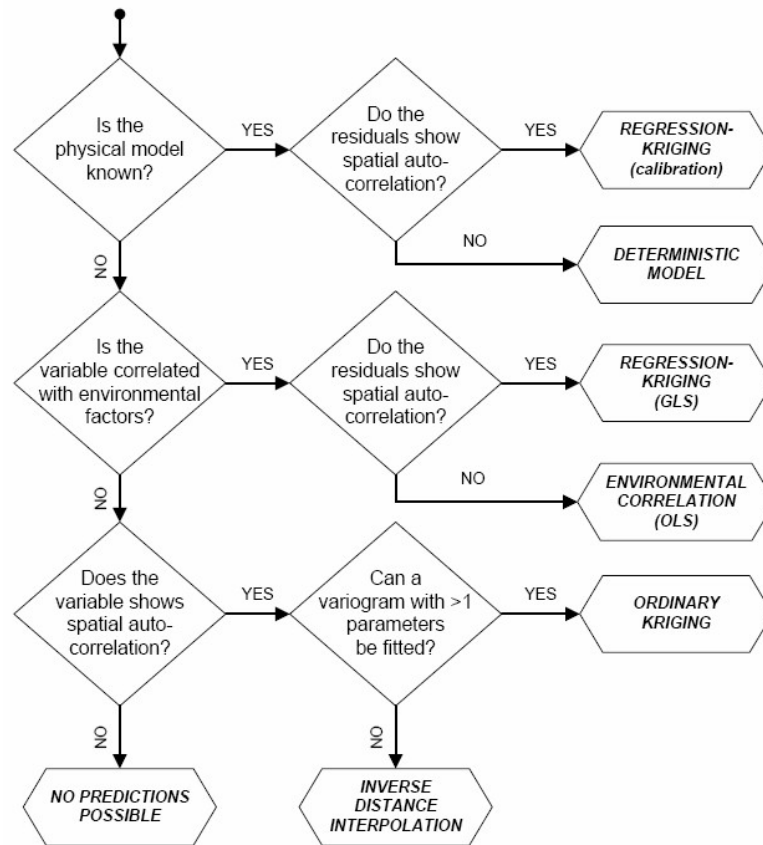 Is the
physical model
known?
YES
Do the
residuals show
spatial auto-
correlation?
YES
REGRESSION-
KRIGING
(calibration)
NO
DETERMINISTIC
MODEL
NO
Is the
variable correlated
with environmental
factors?
YES
Do the
residuals show
spatial auto-
correlation?
YES
REGRESSION-
KRIGING
(GLS)
NO
ENVIRONMENTAL
CORRELATION
(OLS)
NO
Does the
variable shows
spatial auto-
correlation?
YES
Can a
variogram with >1
parameters
be fitted?
YES
ORDINARY
KRIGING
NO
NO PREDICTIONS
POSSIBLE
NO
INVERSE
DISTANCE
INTERPOLATION